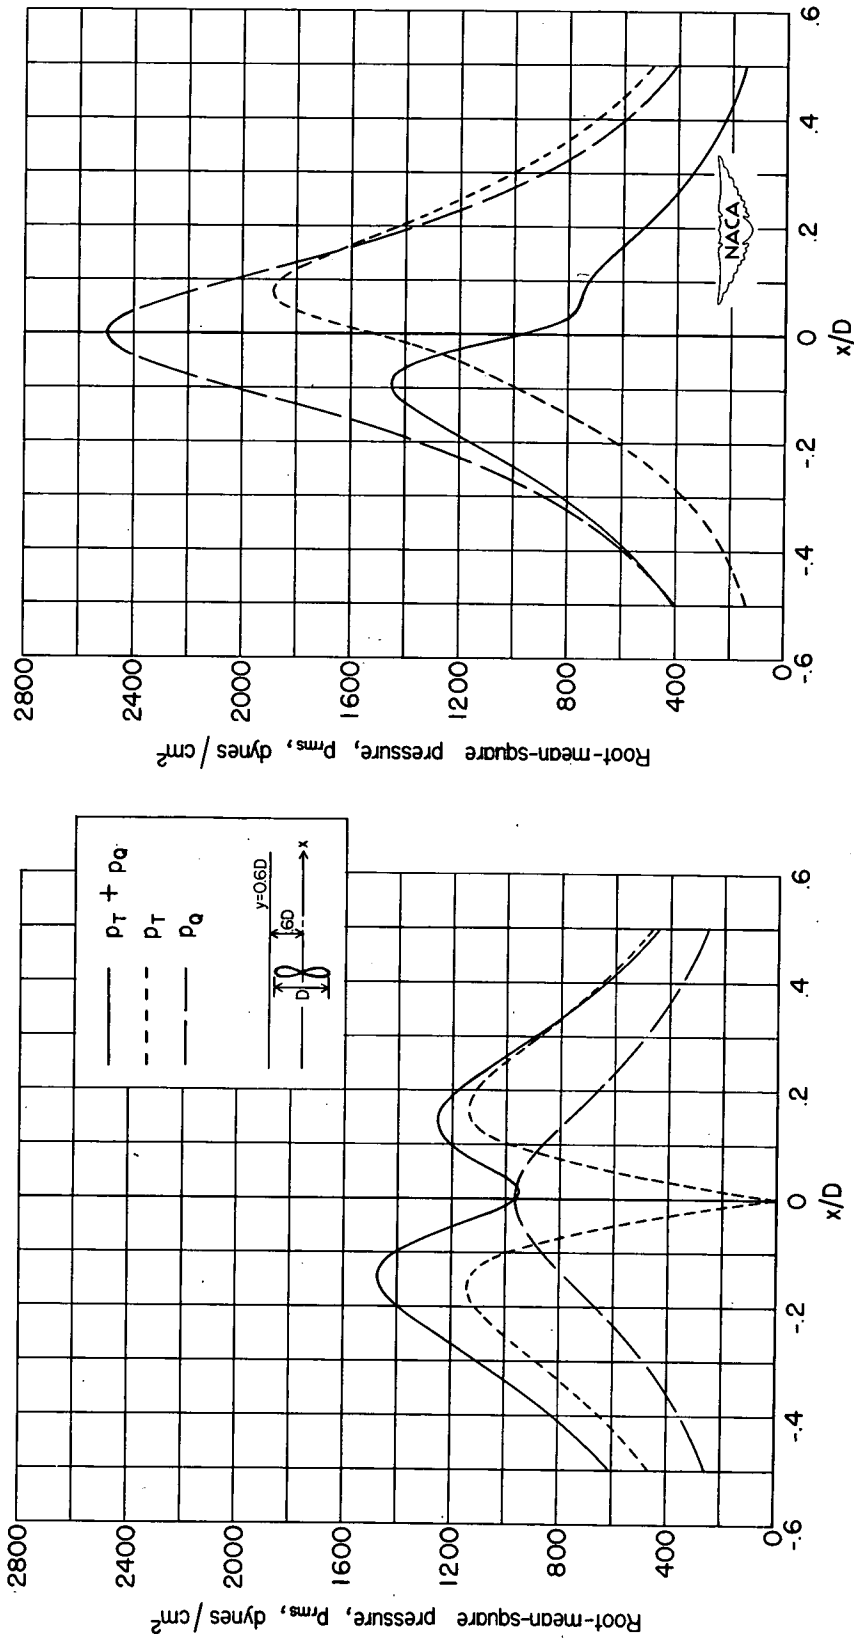 2800
2400
2000
1600
1200
800
400
0
-.6
-.4
-.2
0
.2
.4
.6
x/D
Root-mean-square pressure, prms, dynes/cm²
pT + pQ
pT
pQ
y=0.6D
.6D
D
x
2800
2400
2000
1600
1200
800
400
0
-.6
-.4
-.2
0
.2
.4
.6
x/D
Root-mean-square pressure, prms, dynes/cm²
NACA